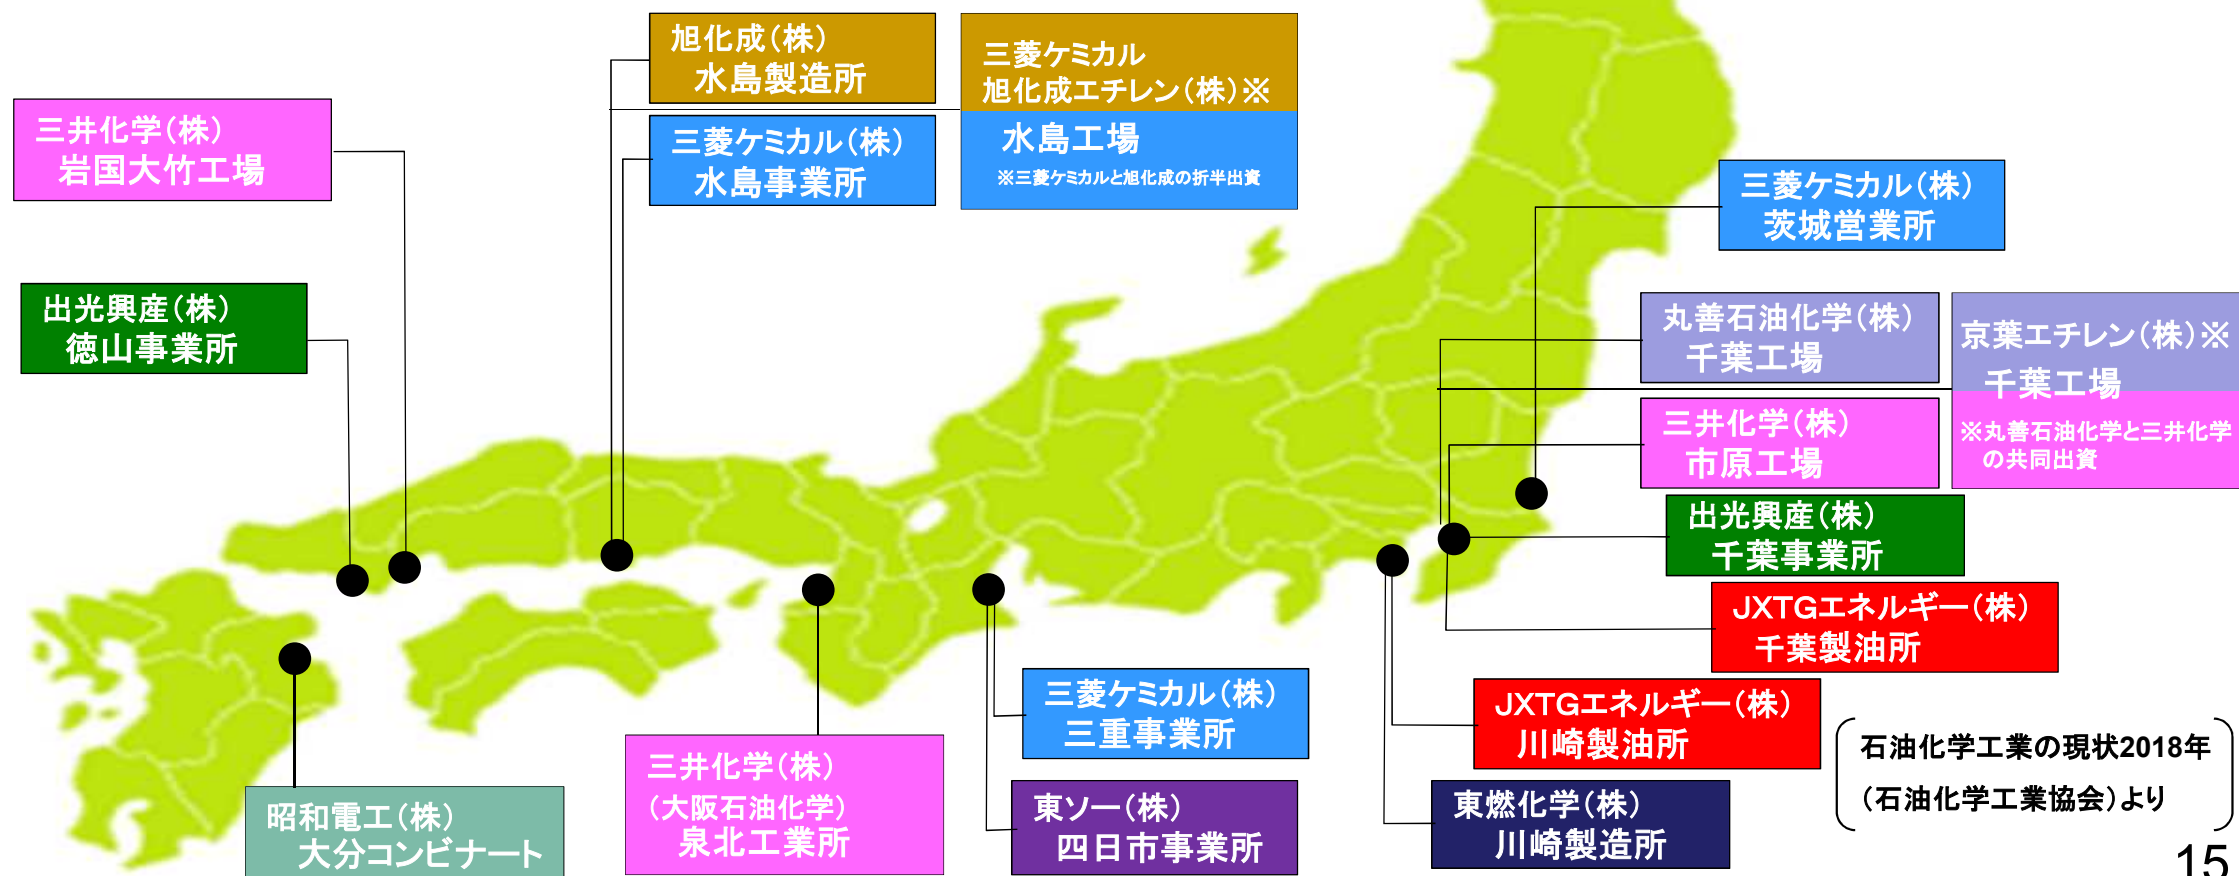 旭化成（株）
水島製造所
三菱ケミカル
旭化成エチレン（株）※
水島工場
※三菱ケミカルと旭化成の折半出資
三菱ケミカル（株）
水島事業所
三井化学（株）
岩国大竹工場
出光興産（株）
徳山事業所
三菱ケミカル（株）
茨城営業所
丸善石油化学（株）
千葉工場
京葉エチレン（株）※
千葉工場
※丸善石油化学と三井化学
の共同出資
三井化学（株）
市原工場
出光興産（株）
千葉事業所
JXTGエネルギー（株）
千葉製油所
三菱ケミカル（株）
三重事業所
JXTGエネルギー（株）
川崎製油所
昭和電工（株）
大分コンビナート
三井化学（株）
（大阪石油化学）
泉北工業所
東ソー（株）
四日市事業所
東燃化学（株）
川崎製造所
石油化学工業の現状2018年
（石油化学工業協会）より
15